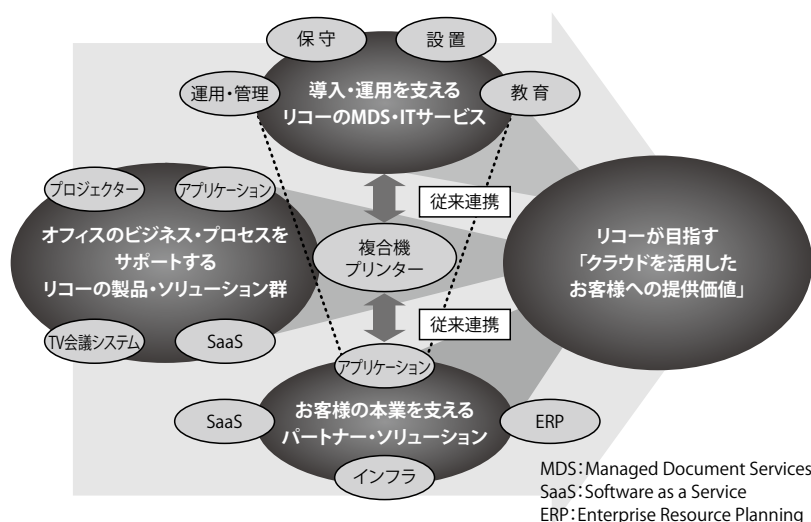 保 守
設 置
運用・管理
導入・運用を支える
リコーのMDS・ITサービス
教 育
プロジェクター
アプリケーション
オフィスのビジネス・プロセスを
サポートする
リコーの製品・ソリューション群
TV会議システム
SaaS
従来連携
複合機
プリンター
従来連携
リコーが目指す
「クラウドを活用した
お客様への提供価値」
アプリケーション
お客様の本業を支える
パートナー・ソリューション
SaaS
ERP
インフラ
MDS：Managed Document Services
SaaS：Software as a Service
ERP：Enterprise Resource Planning